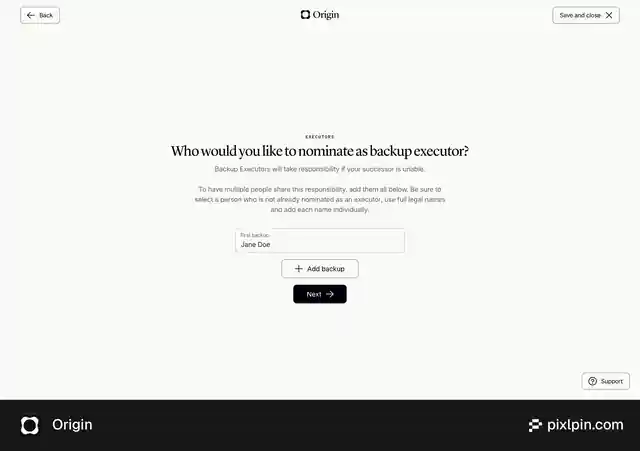 Back
Origin
Save and close
EXECUTORS
Who would you like to nominate as backup executor?
Backup Executors will take responsibility if your successor is unable.
To have multiple people share this responsibility, add them all below. Be sure to
select a person who is not already nominated as an executor, use full legal names
and add each name individually.
First backup
Jane Doe
Add backup
Next
Support
Origin
pixlpin.com